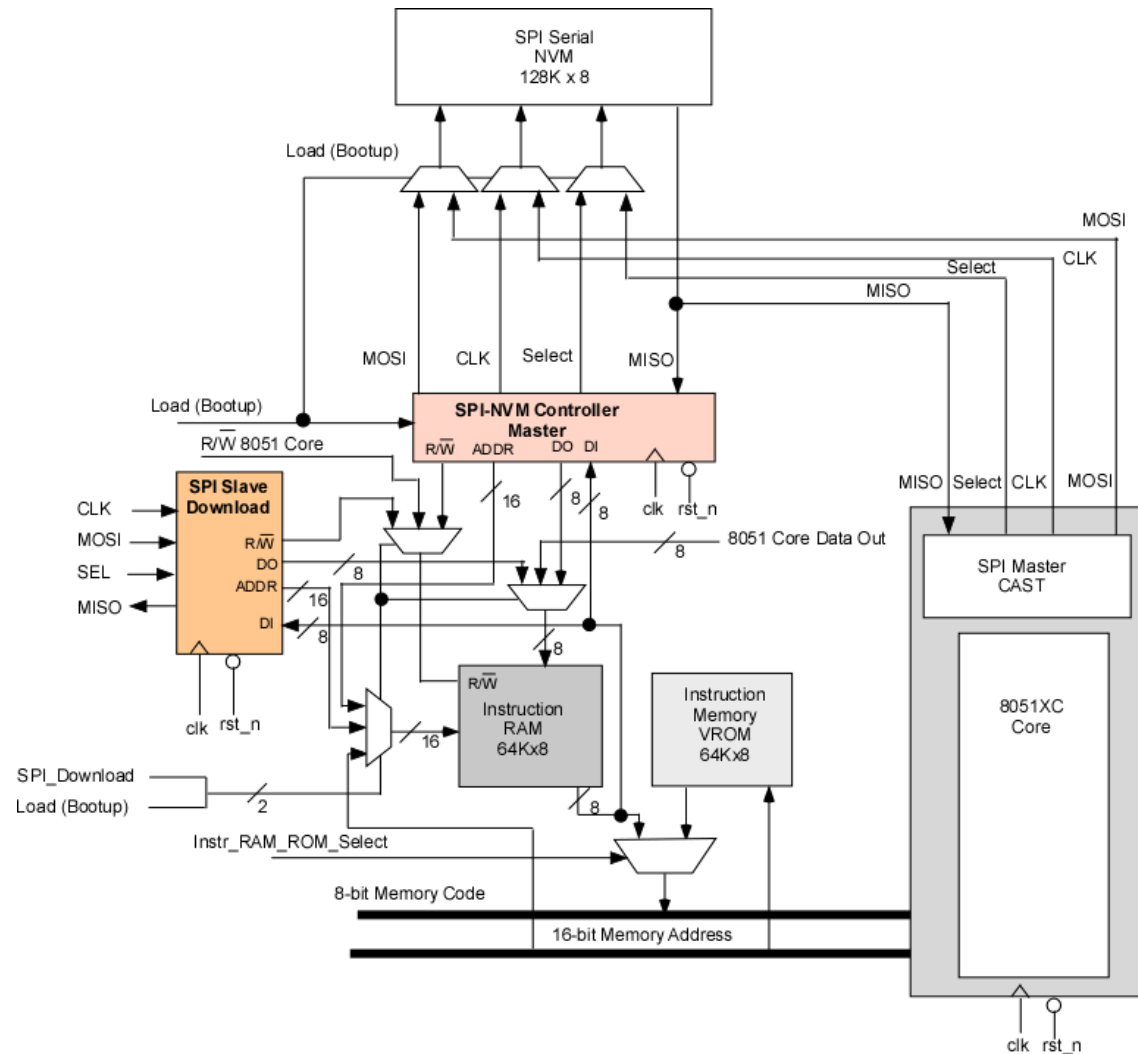 SPI Serial
NVM
128K x 8
Load (Bootup)
MOSI
CLK
Select
MISO
MOSI
CLK
Select
MISO
Load (Bootup)
SPI-NVM Controller
Master
R/W̅ ADDR DO DI
R/W̅ 8051 Core
16
8
8
clk
rst_n
MISO
Select
CLK
MOSI
SPI Slave
Download
CLK
MOSI
SEL
MISO
R/W̅
DO
ADDR
DI
8
16
8
8
8051 Core Data Out
SPI Master
CAST
8
clk
rst_n
R/W̅
Instruction
RAM
64Kx8
16
Instruction
Memory
VROM
64Kx8
8051XC
Core
SPI_Download
Load (Bootup)
2
8
Instr_RAM_ROM_Select
8-bit Memory Code
16-bit Memory Address
clk
rst_n